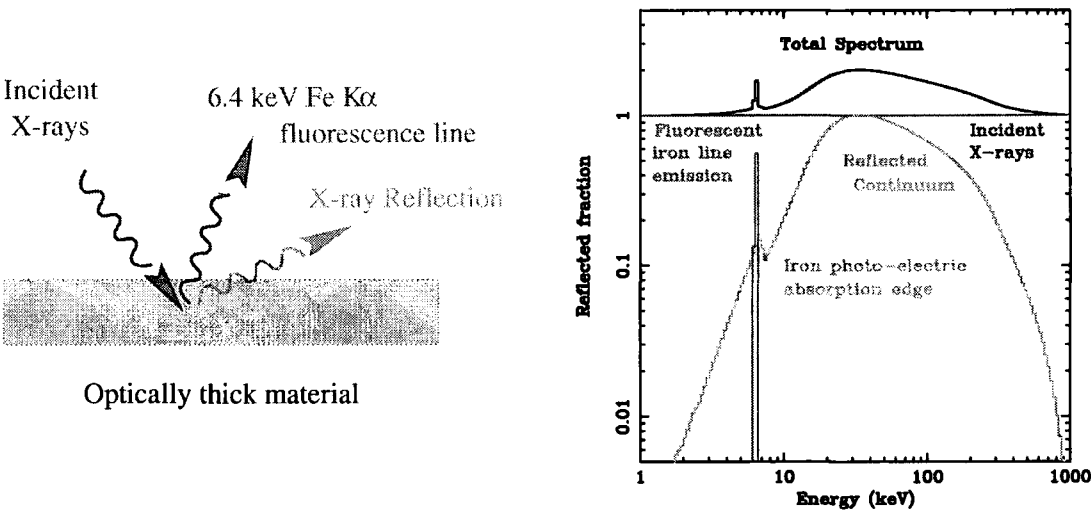 Incident
X-rays
6.4 keV Fe Kα
fluorescence line
X-ray Reflection
Optically thick material
Total Spectrum
Fluorescent
iron line
emission
Incident
X-rays
Reflected
Continuum
Iron photo-electric
absorption edge
Reflected fraction
1
0.1
0.01
1
10
100
1000
Energy (keV)